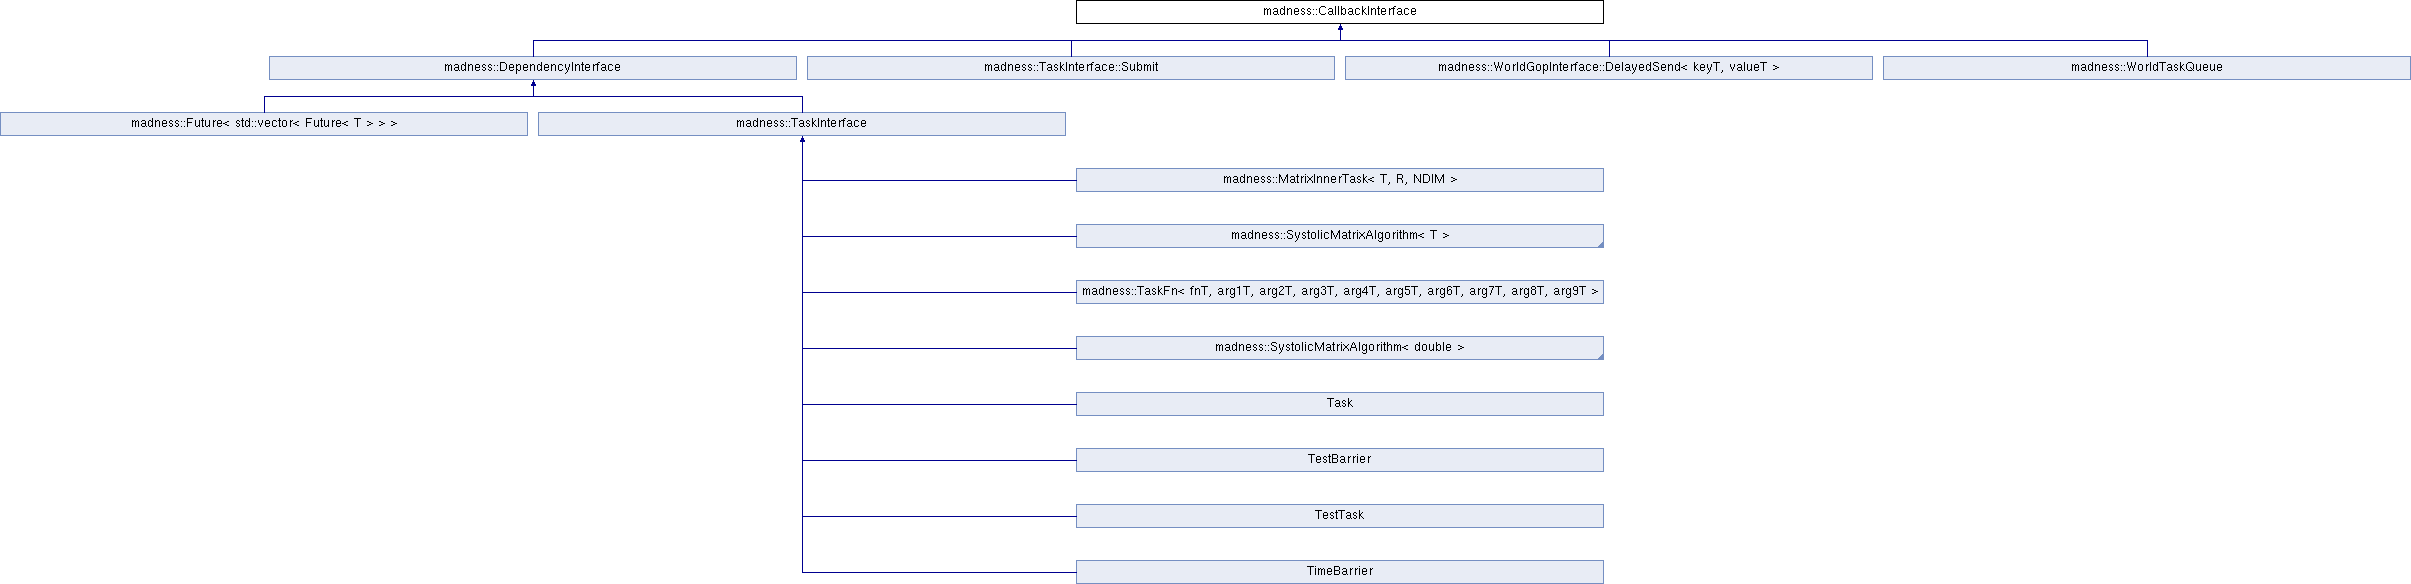 madness::CallbackInterface
madness::DependencyInterface
madness::TaskInterface::Submit
madness::WorldGopInterface::DelayedSend< keyT, valueT >
madness::WorldTaskQueue
madness::Future< std::vector< Future< T > > >
madness::TaskInterface
madness::MatrixInnerTask< T, R, NDIM >
madness::SystolicMatrixAlgorithm< T >
madness::TaskFn< fnT, arg1T, arg2T, arg3T, arg4T, arg5T, arg6T, arg7T, arg8T, arg9T >
madness::SystolicMatrixAlgorithm< double >
Task
TestBarrier
TestTask
TimeBarrier